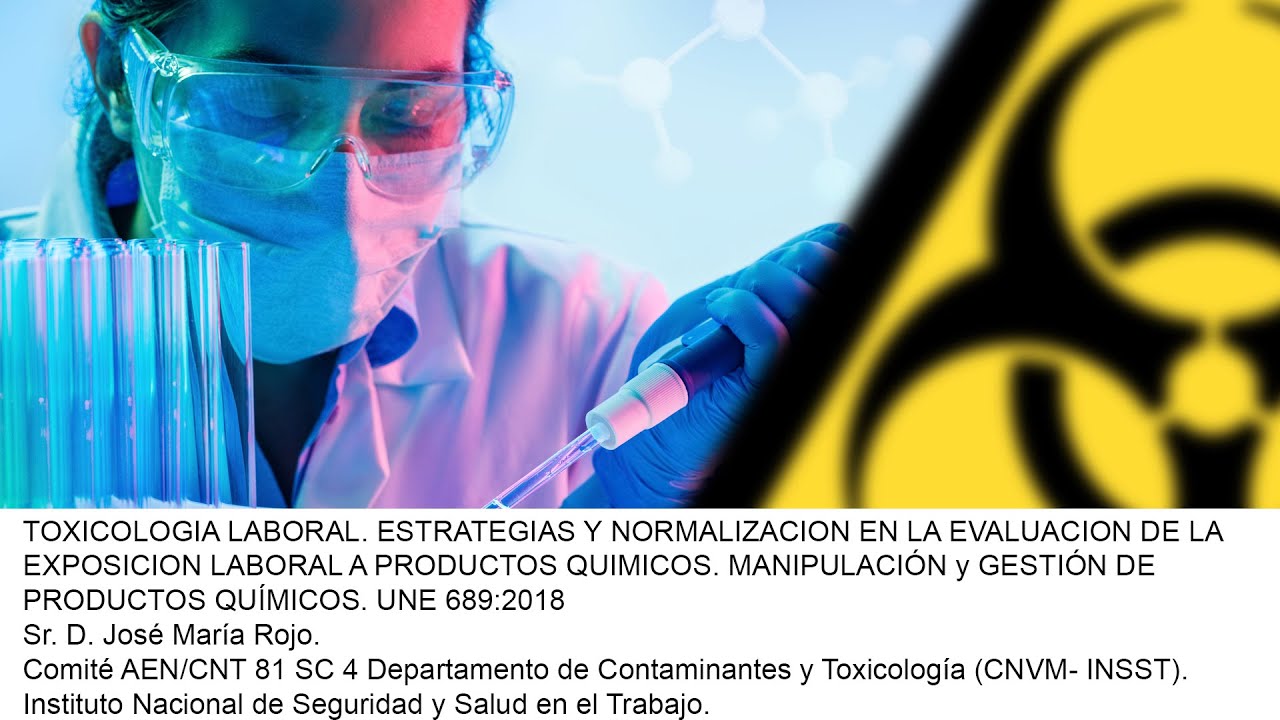 TOXICOLOGIA LABORAL. ESTRATEGIAS Y NORMALIZACION EN LA EVALUACION DE LA
EXPOSICION LABORAL A PRODUCTOS QUIMICOS. MANIPULACIÓN y GESTIÓN DE
PRODUCTOS QUÍMICOS. UNE 689:2018
Sr. D. José María Rojo.
Comité AEN/CNT 81 SC 4 Departamento de Contaminantes y Toxicología (CNVM- INSST).
Instituto Nacional de Seguridad y Salud en el Trabajo.